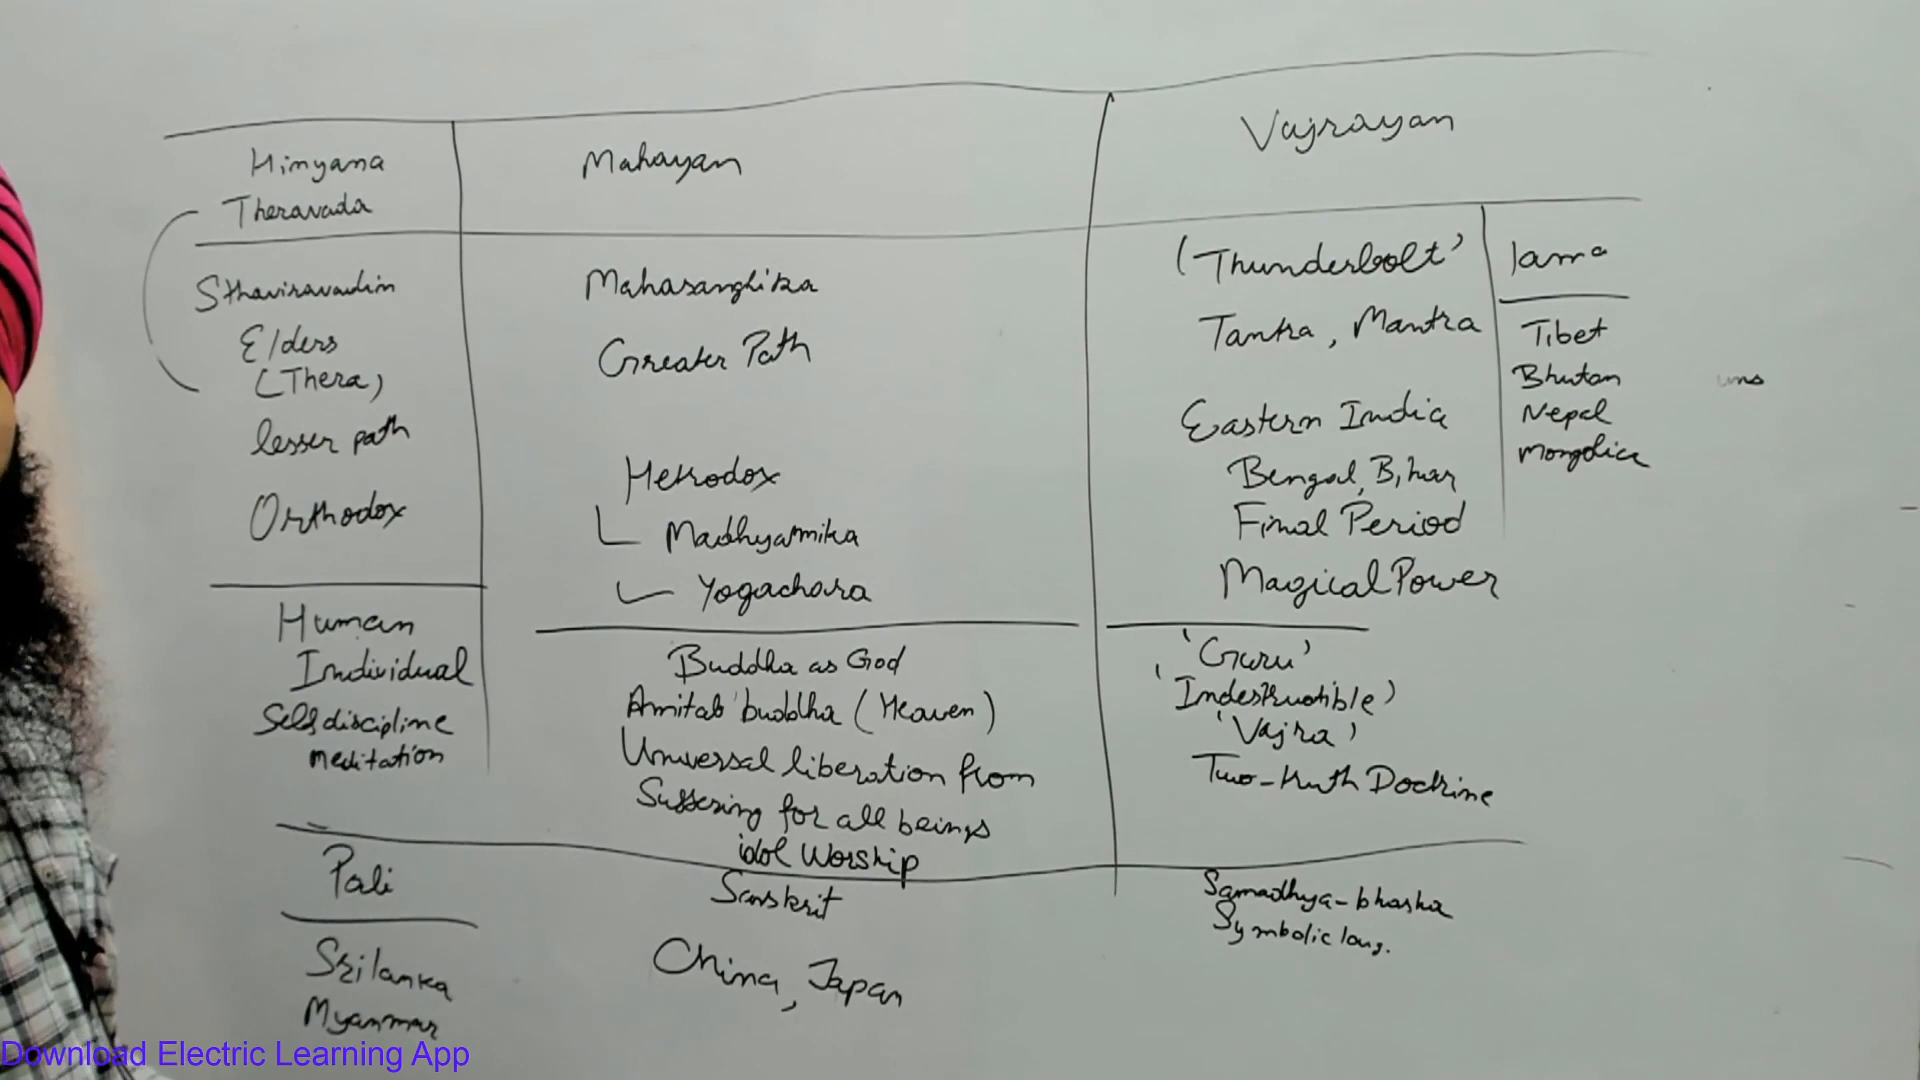 Hinyana
Theravada
Sthaviravadin
Elders
(Thera)
lesser path
Orthodox
Human
Individual
Self discipline
meditation
Pali
Srilanka
Myanmar
Mahayan
Mahasanghika
Greater Path
Hetrodox
Madhyamika
Yogachara
Buddha as God
Amitab buddha (Heaven)
Universal liberation from
Suffering for all beings
idol Worship
Sanskrit
China, Japan
Vajrayan
'Thunderbolt'
Tantra, Mantra
Eastern India
Bengal, Bihar
Final Period
Magical Power
'Guru'
'Indestructible'
'Vajra'
Two-truth Doctrine
Samadhya-bhasha
Symbolic lang.
lama
Tibet
Bhutan
Nepal
Mongolia
Download Electric Learning App